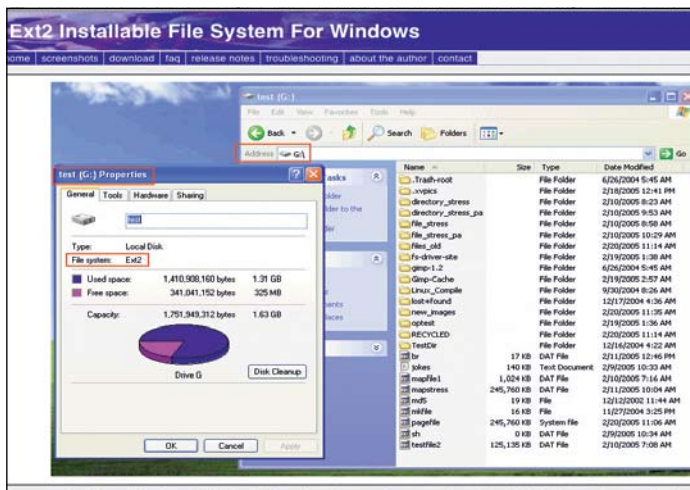 Ext2 Installable File System For Windows
ome screenshots download faq release notes troubleshooting about the author contact
test (G:)
File Edit View Favorites Tools Help
Back Search Folders
Address G:\ Go
test (G:) Properties
General Tools Hardware Sharing
test
Type: Local Disk
File system: Ext2
Used space: 1,410,908,160 bytes 1.31 GB
Free space: 341,041,152 bytes 325 MB
Capacity: 1,751,949,312 bytes 1.63 GB
Drive G
Disk Cleanup
OK Cancel Apply
asks
older
lder to the
der
ents
laces
Name Size Type Date Modified
.Trash-root File Folder 6/26/2004 5:45 AM
.xvpics File Folder 2/18/2005 12:41 PM
directory_stress File Folder 2/10/2005 8:23 AM
directory_stress_pa File Folder 2/10/2005 9:53 AM
file_stress File Folder 2/10/2005 8:58 AM
file_stress_pa File Folder 2/10/2005 10:29 AM
files_old File Folder 2/20/2005 11:14 AM
fs-driver-site File Folder 2/19/2005 1:38 AM
gimp-1.2 File Folder 6/26/2004 5:45 AM
Gimp-Cache File Folder 2/19/2005 2:57 AM
Linux_Compile File Folder 9/30/2004 8:26 AM
lost+found File Folder 12/17/2004 4:36 AM
new_images File Folder 2/20/2005 11:35 AM
optest File Folder 2/19/2005 1:36 AM
RECYCLED File Folder 2/20/2005 11:14 AM
TestDir File Folder 12/16/2004 4:22 AM
br 17 KB DAT File 2/11/2005 12:46 PM
jokes 140 KB Text Document 2/9/2005 10:33 AM
mapfile1 1,024 KB DAT File 2/10/2005 7:16 AM
mapstress 245,760 KB DAT File 2/11/2005 10:04 AM
md5 19 KB File 12/12/2002 11:44 AM
mkfile 16 KB File 11/27/2004 3:25 PM
pagefile 245,760 KB System file 2/20/2005 11:06 AM
sh 0 KB DAT File 2/9/2005 10:34 AM
testfile2 125,135 KB DAT File 2/10/2005 7:08 AM